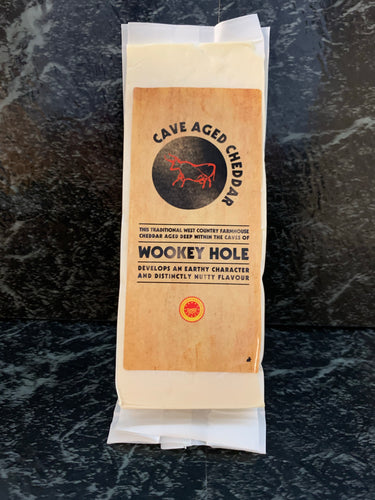 CAVE AGED CHEDDAR
THIS TRADITIONAL WEST COUNTRY FARMHOUSE
CHEDDAR AGED DEEP WITHIN THE CAVES OF
WOOKEY HOLE
DEVELOPS AN EARTHY CHARACTER
AND DISTINCTLY NUTTY FLAVOUR